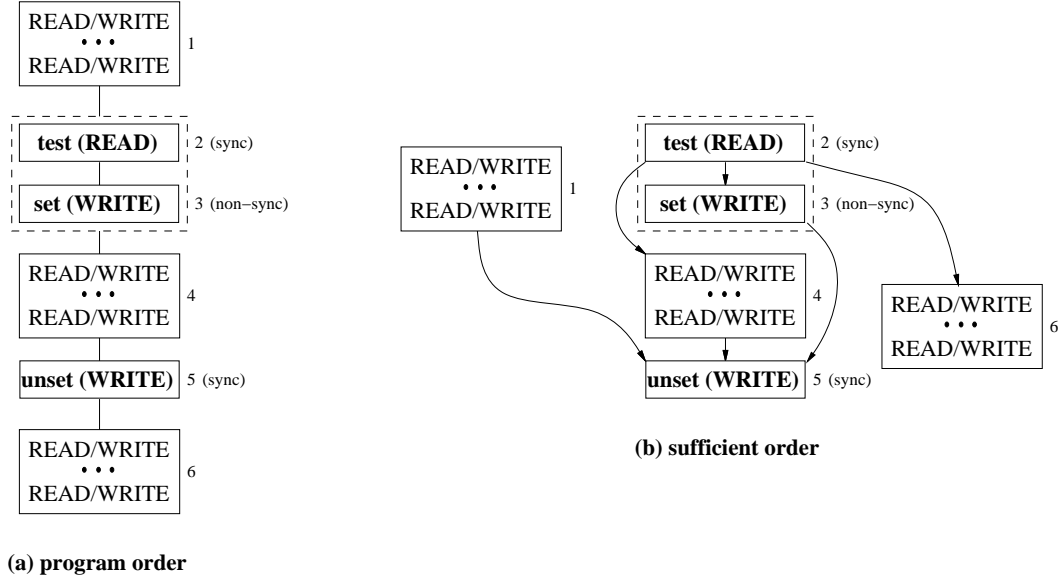 READ/WRITE
• • •
READ/WRITE
1
test (READ)
2 (sync)
set (WRITE)
3 (non−sync)
READ/WRITE
• • •
READ/WRITE
4
unset (WRITE)
5 (sync)
READ/WRITE
• • •
READ/WRITE
6
(a) program order
READ/WRITE
• • •
READ/WRITE
1
test (READ)
2 (sync)
set (WRITE)
3 (non−sync)
READ/WRITE
• • •
READ/WRITE
4
unset (WRITE)
5 (sync)
READ/WRITE
• • •
READ/WRITE
6
(b) sufficient order